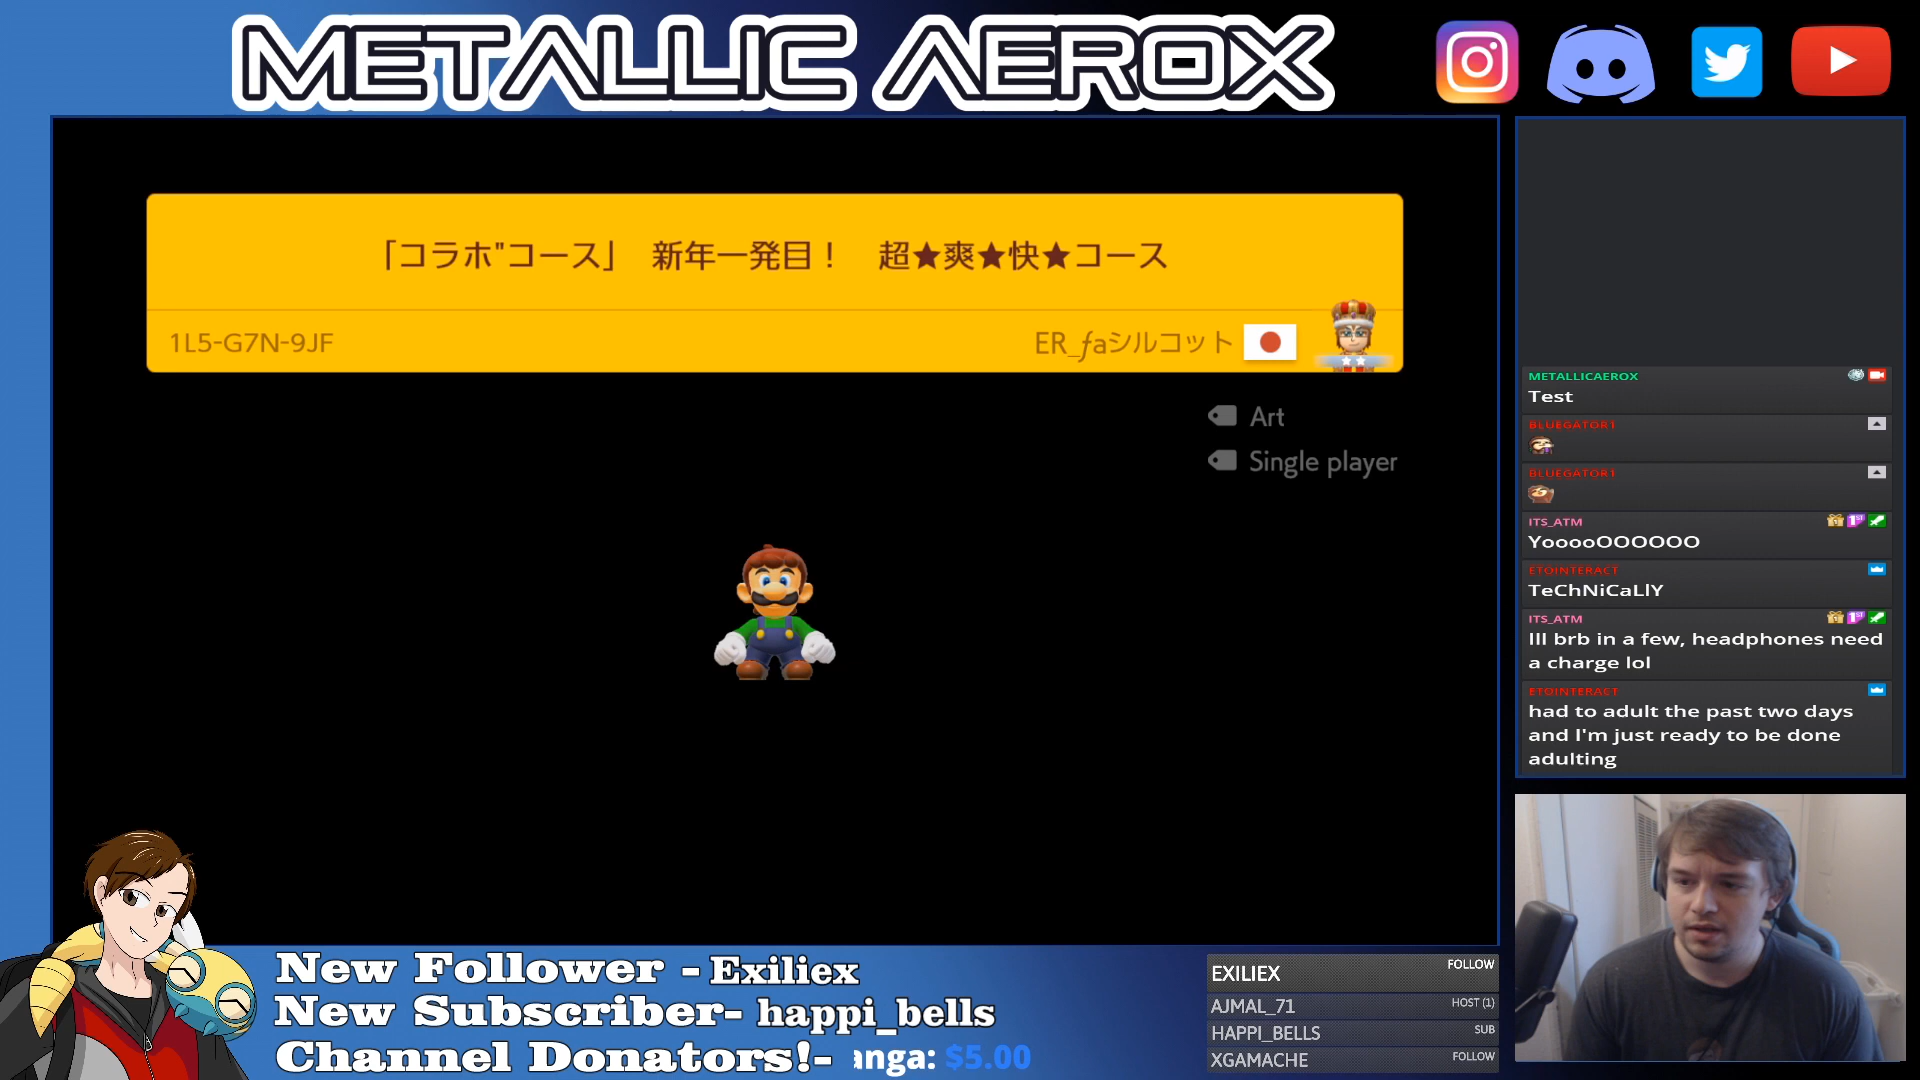 METALLIC AEROX
「コラボ"コース」　新年一発目！　超★爽★快★コース
1L5-G7N-9JF
ER_ƒaシルコット
Art
Single player
METALLICAEROX
Test
BLUEGATOR1
BLUEGATOR1
ITS_ATM
YooooOOOOOO
ETOINTERACT
TeChNiCaLlY
ITS_ATM
Ill brb in a few, headphones need
a charge lol
ETOINTERACT
had to adult the past two days
and I'm just ready to be done
adulting
New Follower - Exiliex
New Subscriber- happi_bells
Channel Donators!- anga: $5.00
EXILIEX FOLLOW
AJMAL_71 HOST (1)
HAPPI_BELLS SUB
XGAMACHE FOLLOW